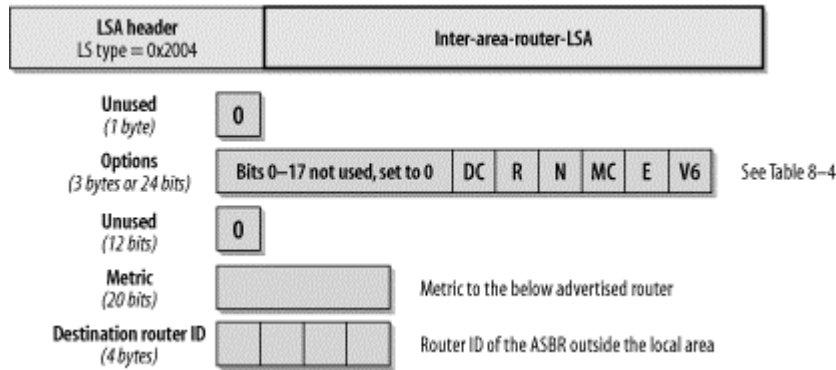 LSA header
LS type = 0x2004
Inter-area-router-LSA
Unused
(1 byte)
0
Options
(3 bytes or 24 bits)
Bits 0–17 not used, set to 0 DC R N MC E V6
See Table 8–4
Unused
(12 bits)
0
Metric
(20 bits)
Metric to the below advertised router
Destination router ID
(4 bytes)
Router ID of the ASBR outside the local area